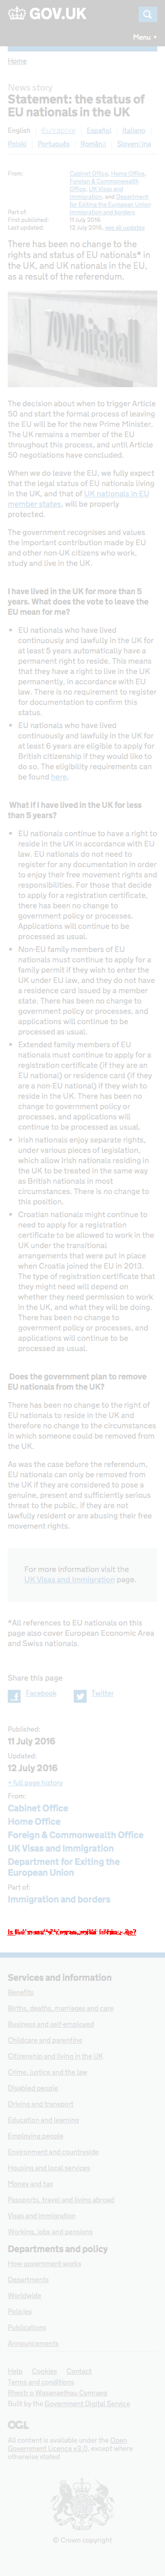 GOV.UK
Menu
Home
News story
Statement: the status of
EU nationals in the UK
English
Español
Italiano
Polski
Português
From:
Cabinet Office, Home Office,
Foreign & Commonwealth
Office, UK Visas and
Immigration, and Department
for Exiting the European Union
Part of:
Immigration and borders
First published:
11 July 2016
Last updated:
12 July 2016, see all updates
There has been no change to the
rights and status of EU nationals* in
the UK, and UK nationals in the EU,
as a result of the referendum.
The decision about when to trigger Article
50 and start the formal process of leaving
the EU will be for the new Prime Minister.
The UK remains a member of the EU
throughout this process, and until Article
50 negotiations have concluded.
When we do leave the EU, we fully expect
that the legal status of EU nationals living
in the UK, and that of UK nationals in EU
member states, will be properly
protected.
The government recognises and values
the important contribution made by EU
and other non-UK citizens who work,
study and live in the UK.
I have lived in the UK for more than 5
years. What does the vote to leave the
EU mean for me?
EU nationals who have lived
continuously and lawfully in the UK for
at least 5 years automatically have a
permanent right to reside. This means
that they have a right to live in the UK
permanently, in accordance with EU
law. There is no requirement to register
for documentation to confirm this
status.
EU nationals who have lived
continuously and lawfully in the UK for
at least 6 years are eligible to apply for
British citizenship if they would like to
do so. The eligibility requirements can
be found here.
What if I have lived in the UK for less
than 5 years?
EU nationals continue to have a right to
reside in the UK in accordance with EU
law. EU nationals do not need to
register for any documentation in order
to enjoy their free movement rights and
responsibilities. For those that decide
to apply for a registration certificate,
there has been no change to
government policy or processes.
Applications will continue to be
processed as usual.
Non-EU family members of EU
nationals must continue to apply for a
family permit if they wish to enter the
UK under EU law, and they do not have
a residence card issued by a member
state. There has been no change to
government policy or processes, and
applications will continue to be
processed as usual.
Extended family members of EU
nationals must continue to apply for a
registration certificate (if they are an
EU national) or residence card (if they
are a non-EU national) if they wish to
reside in the UK. There has been no
change to government policy or
processes, and applications will
continue to be processed as usual.
Irish nationals enjoy separate rights,
under various pieces of legislation,
which allow Irish nationals residing in
the UK to be treated in the same way
as British nationals in most
circumstances. There is no change to
this position.
Croatian nationals might continue to
need to apply for a registration
certificate to be allowed to work in the
UK under the transitional
arrangements that were put in place
when Croatia joined the EU in 2013. The
type of registration certificate that they
might need will depend on whether
they need permission to work in the
UK, and what they will be doing. There
has been no change to government
policy or processes, and applications
will continue to be processed as usual.
Does the government plan to remove
EU nationals from the UK?
There has been no change to the right of
EU nationals to reside in the UK and
therefore no change to the circumstances
in which someone could be removed from
the UK.
As was the case before the referendum, EU
nationals can only be removed from the
UK if they are considered to pose a
genuine, present and sufficiently serious
threat to the public, if they are not lawfully
resident or are abusing their free
movement rights.
For more information visit the
UK Visas and Immigration page.
*All references to EU nationals on this
page also cover European Economic Area
and Swiss nationals.
Share this page
Facebook
Twitter
Published:
11 July 2016
Updated:
12 July 2016
+ full page history
From:
Cabinet Office
Home Office
Foreign & Commonwealth Office
UK Visas and Immigration
Department for Exiting the
European Union
Part of:
Immigration and borders
Is there anything wrong with this page?
Services and information
Benefits
Births, deaths, marriages and care
Business and self-employed
Childcare and parenting
Citizenship and living in the UK
Crime, justice and the law
Disabled people
Driving and transport
Education and learning
Employing people
Environment and countryside
Housing and local services
Money and tax
Passports, travel and living abroad
Visas and immigration
Working, jobs and pensions
Departments and policy
How government works
Departments
Worldwide
Policies
Publications
Announcements
Help
Cookies
Contact
Terms and conditions
Rhestr o Wasanaethau Cymraeg
Built by the Government Digital Service
OGL
All content is available under the Open
Government Licence v3.0, except where
otherwise stated
© Crown copyright